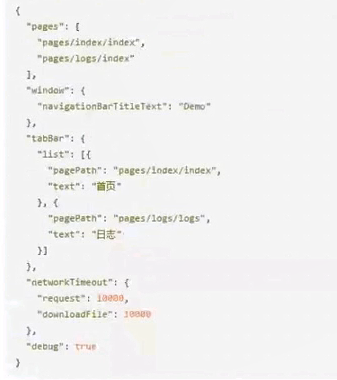 {
"pages": [
"pages/index/index",
"pages/logs/index"
],
"window": {
"navigationBarTitleText": "Demo"
},
"tabBar": {
"list": [{
"pagePath": "pages/index/index",
"text": "首页"
}, {
"pagePath": "pages/logs/logs",
"text": "日志"
}]
},
"networkTimeout": {
"request": 10000,
"downloadFile": 10000
},
"debug": true
}